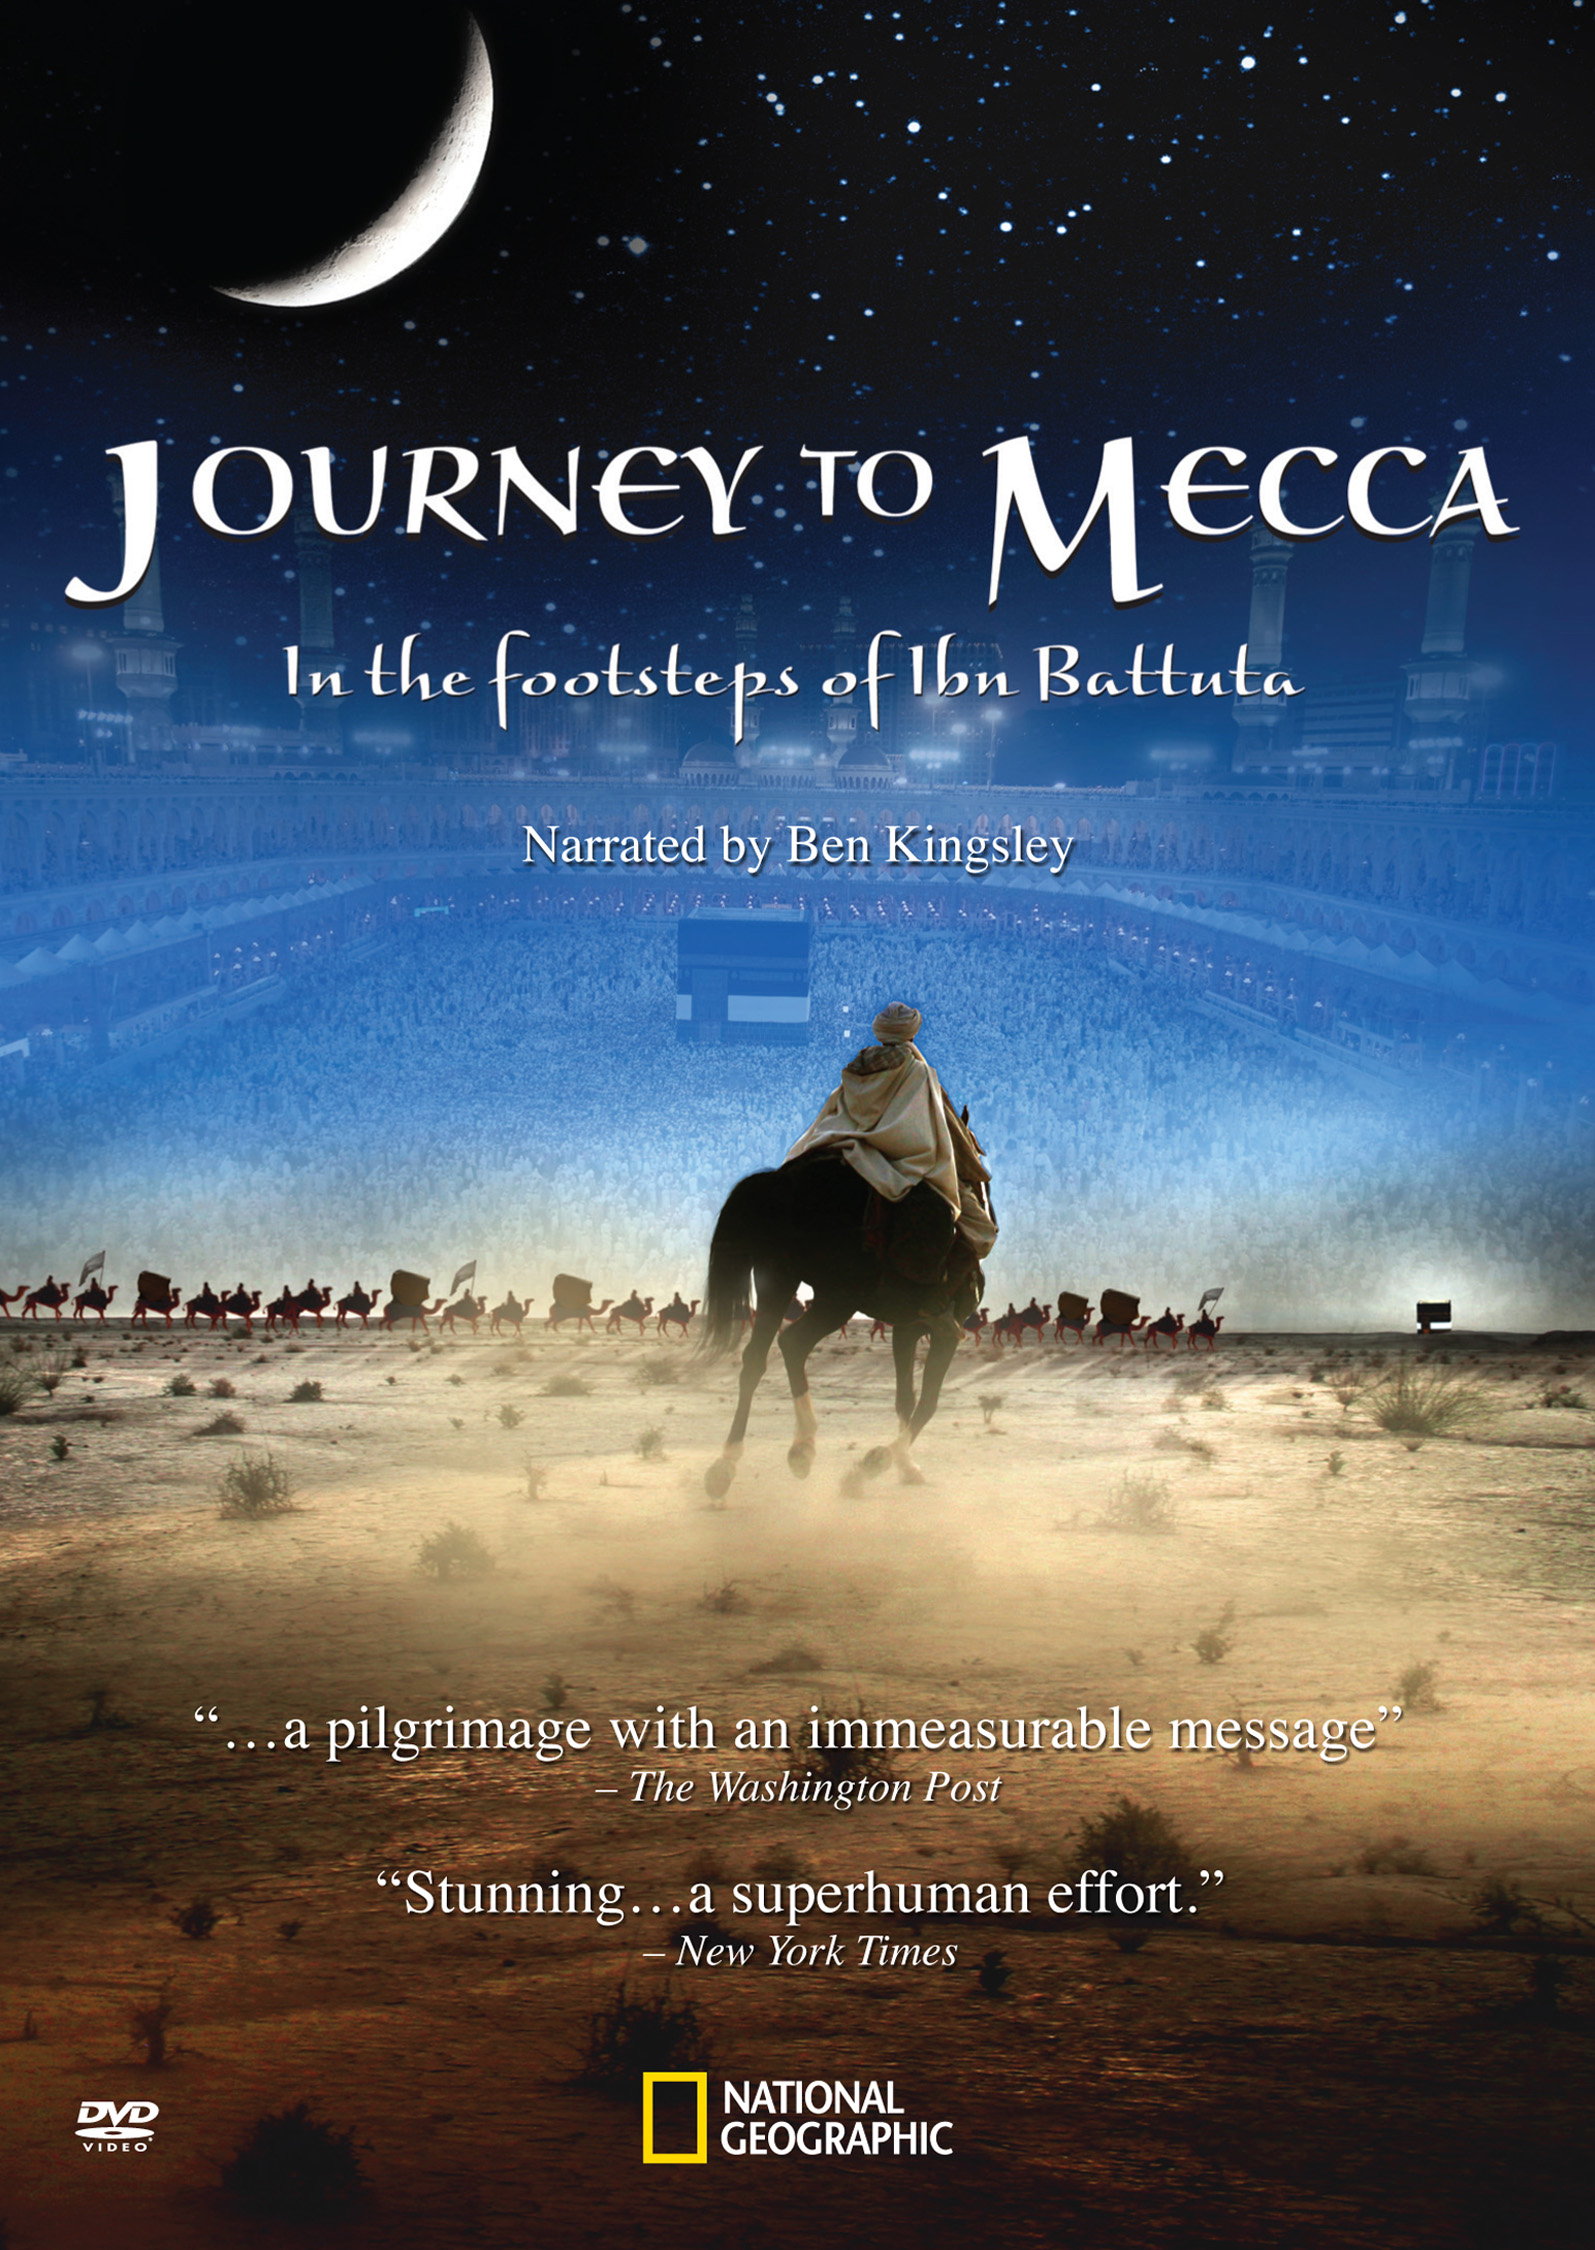 JOURNEY TO MECCA
In the footsteps of Ibn Battuta
Narrated by Ben Kingsley
“...a pilgrimage with an immeasurable message”
– The Washington Post
“Stunning...a superhuman effort.”
– New York Times
DVD
VIDEO
NATIONAL
GEOGRAPHIC